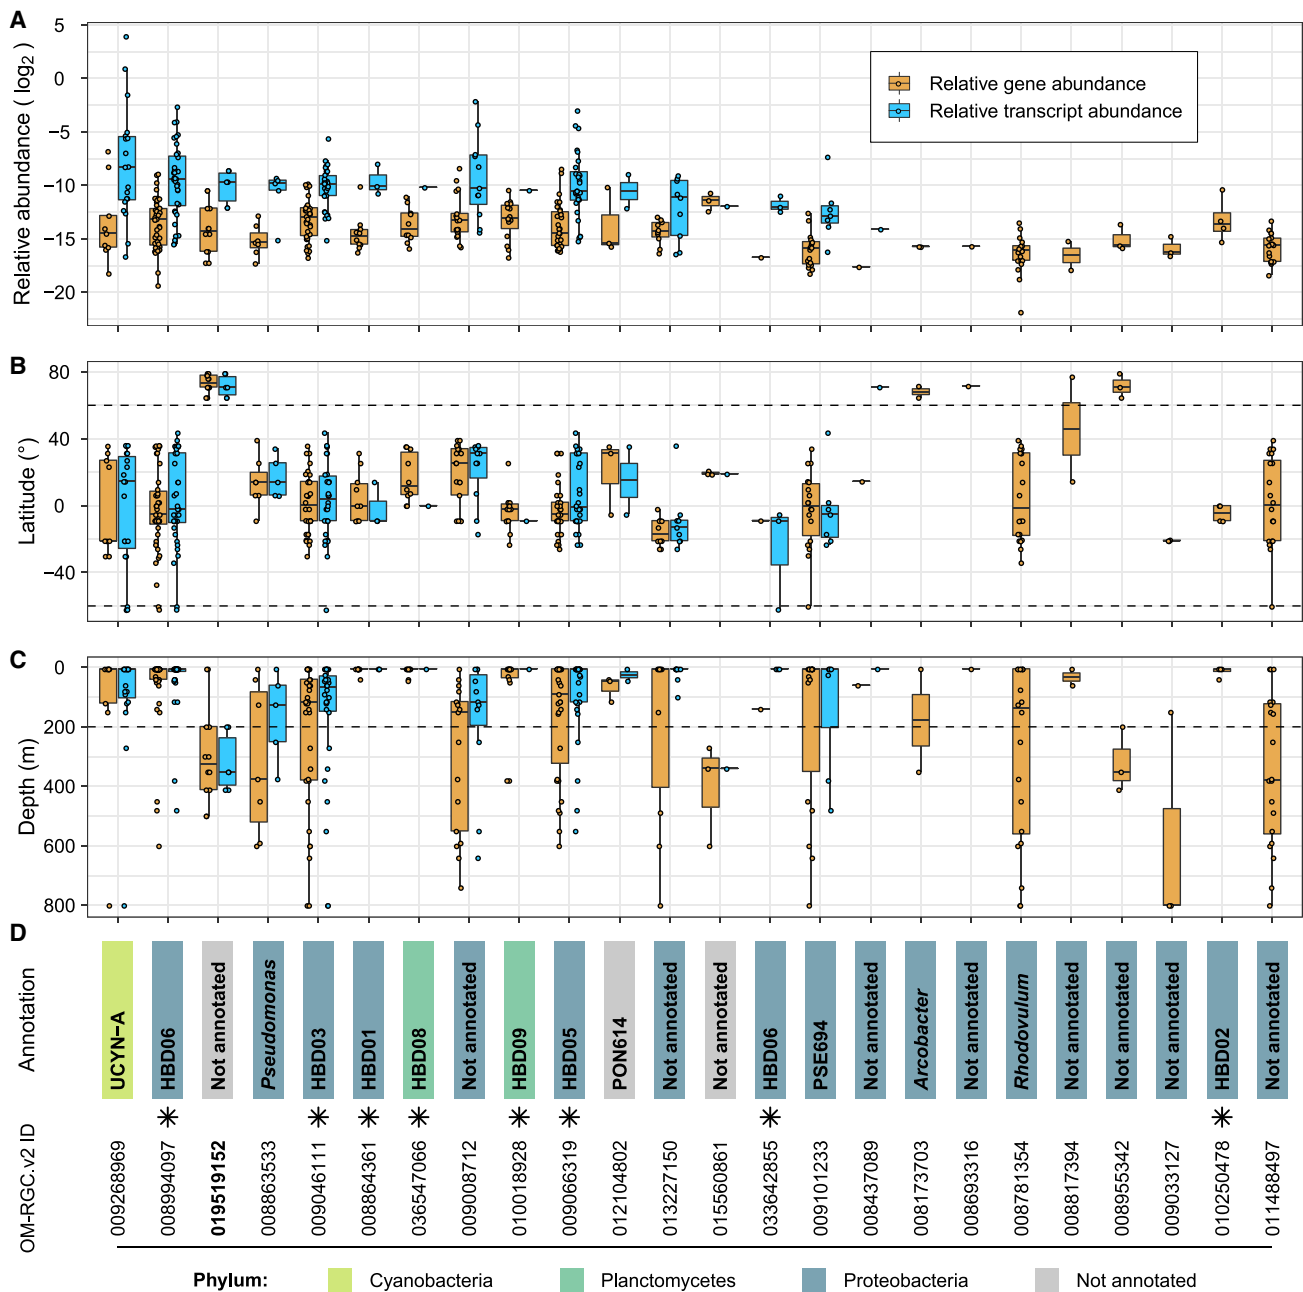 A
5
0
−5
−10
−15
−20
Relative abundance ( log2 )
Relative gene abundance
Relative transcript abundance
B
80
40
0
−40
Latitude (°)
C
0
200
400
600
800
Depth (m)
D
Annotation
UCYN−A
HBD06
Not annotated
Pseudomonas
HBD03
HBD01
HBD08
Not annotated
HBD09
HBD05
PON614
Not annotated
Not annotated
HBD06
PSE694
Not annotated
Arcobacter
Not annotated
Rhodovulum
Not annotated
Not annotated
Not annotated
HBD02
Not annotated
OM−RGC.v2 ID
009268969
008994097
019519152
008863533
009046111
008864361
036547066
009008712
010018928
009066319
012104802
013227150
015560861
033642855
009101233
008437089
008173703
008693316
008781354
008817394
008955342
009033127
010250478
011488497
Phylum:
Cyanobacteria
Planctomycetes
Proteobacteria
Not annotated